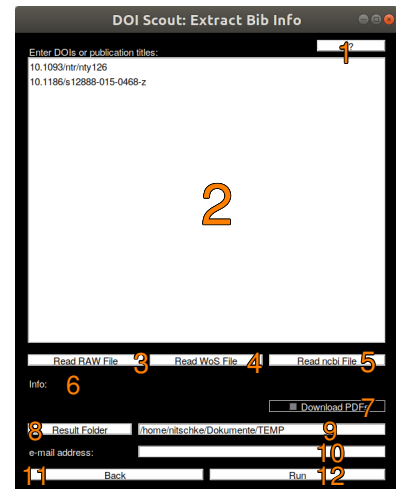 DOI Scout: Extract Bib Info
Enter DOIs or publication titles:
?
1
10.1093/ntr/nty126
10.1186/s12888-015-0468-z
2
Read RAW File
3
Read WoS File
4
Read ncbi File
5
Info:
6
Download PDFs
7
8
Result Folder
/home/nitschke/Dokumente/TEMP
9
e-mail address:
10
11
Back
Run
12